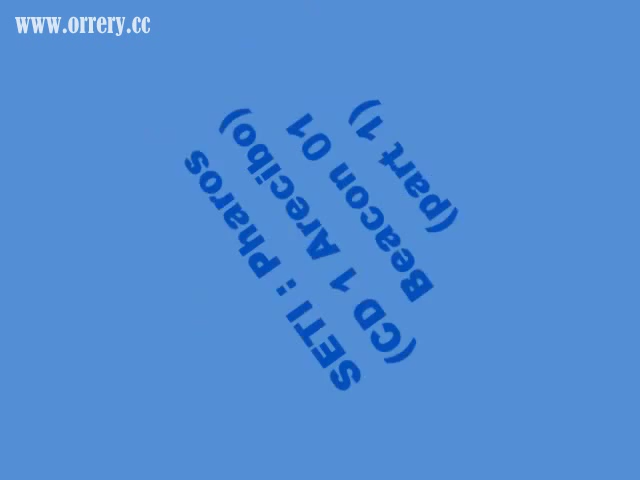 www.orrery.cc
SETI : Pharos
(CD 1 Arecibo)
Beacon 01
(part 1)